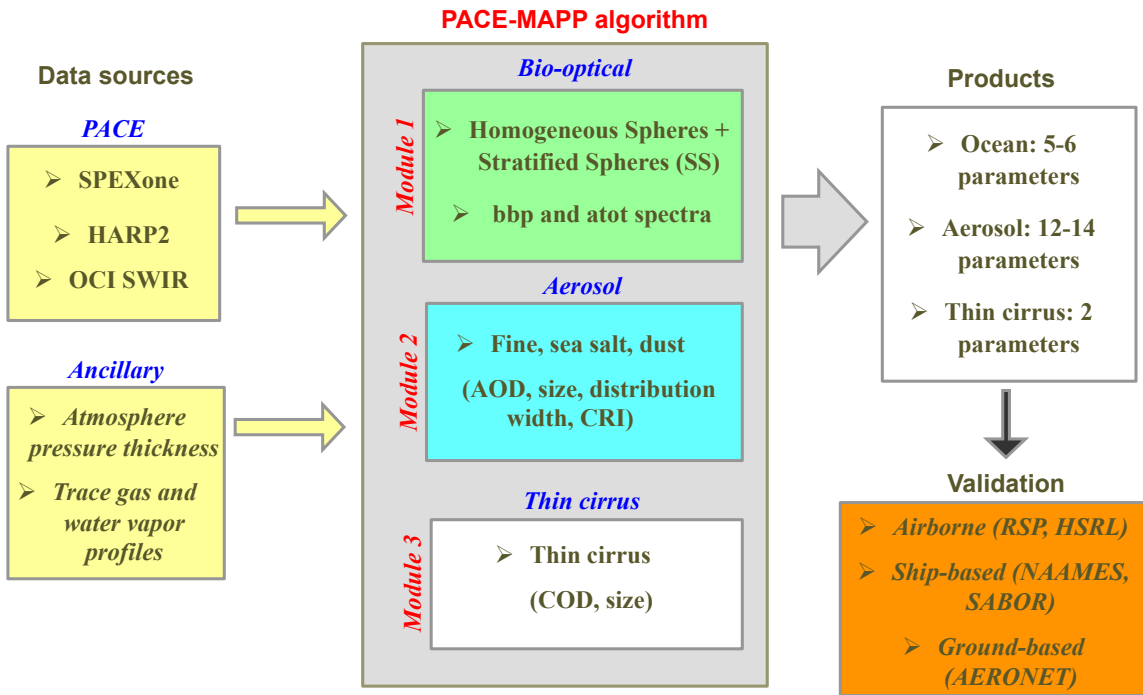 PACE-MAPP algorithm
Data sources
PACE
➢ SPEXone
➢ HARP2
➢ OCI SWIR
Ancillary
➢ Atmosphere
pressure thickness
➢ Trace gas and
water vapor
profiles
Bio-optical
Module 1
➢ Homogeneous Spheres +
Stratified Spheres (SS)
➢ bbp and atot spectra
Aerosol
Module 2
➢ Fine, sea salt, dust
(AOD, size, distribution
width, CRI)
Thin cirrus
Module 3
➢ Thin cirrus
(COD, size)
Products
➢ Ocean: 5-6
parameters
➢ Aerosol: 12-14
parameters
➢ Thin cirrus: 2
parameters
Validation
➢ Airborne (RSP, HSRL)
➢ Ship-based (NAAMES,
SABOR)
➢ Ground-based
(AERONET)